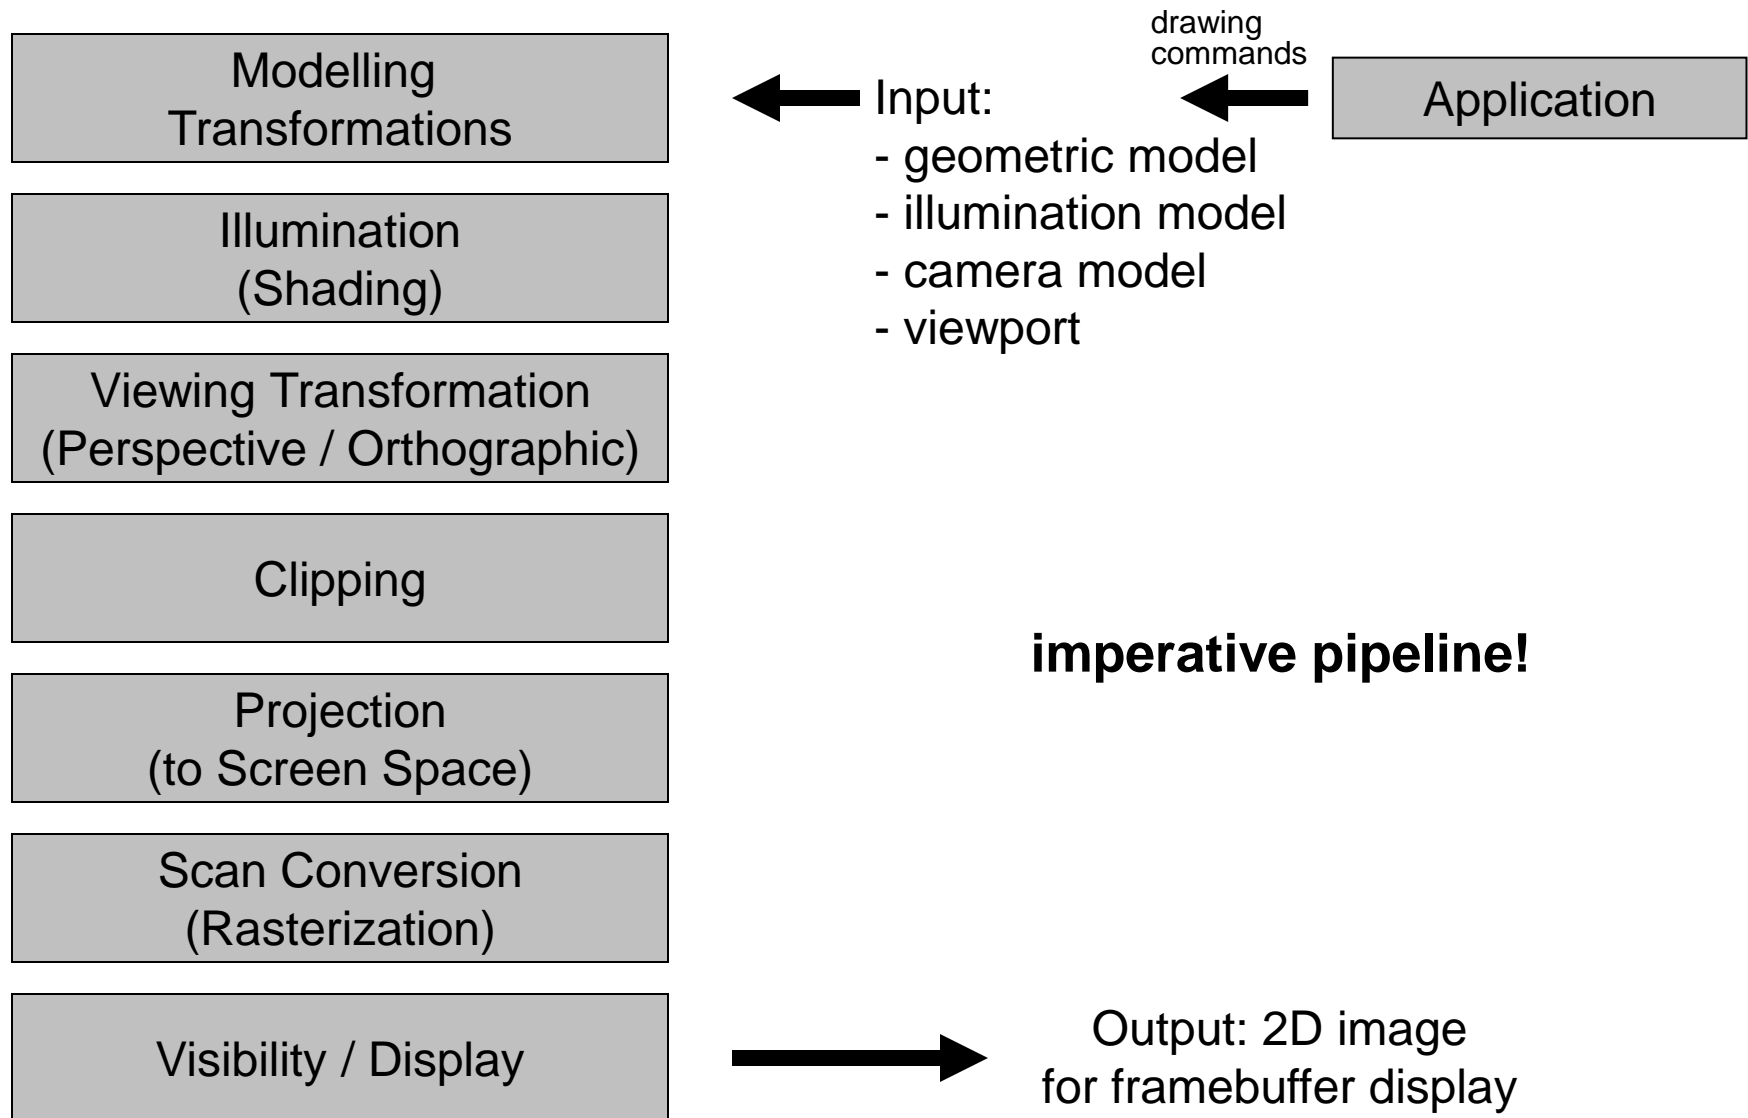 Modelling
Transformations
Illumination
(Shading)
Viewing Transformation
(Perspective / Orthographic)
Clipping
Projection
(to Screen Space)
Scan Conversion
(Rasterization)
Visibility / Display
drawing
commands
Application
Input:
- geometric model
- illumination model
- camera model
- viewport
imperative pipeline!
Output: 2D image
for framebuffer display